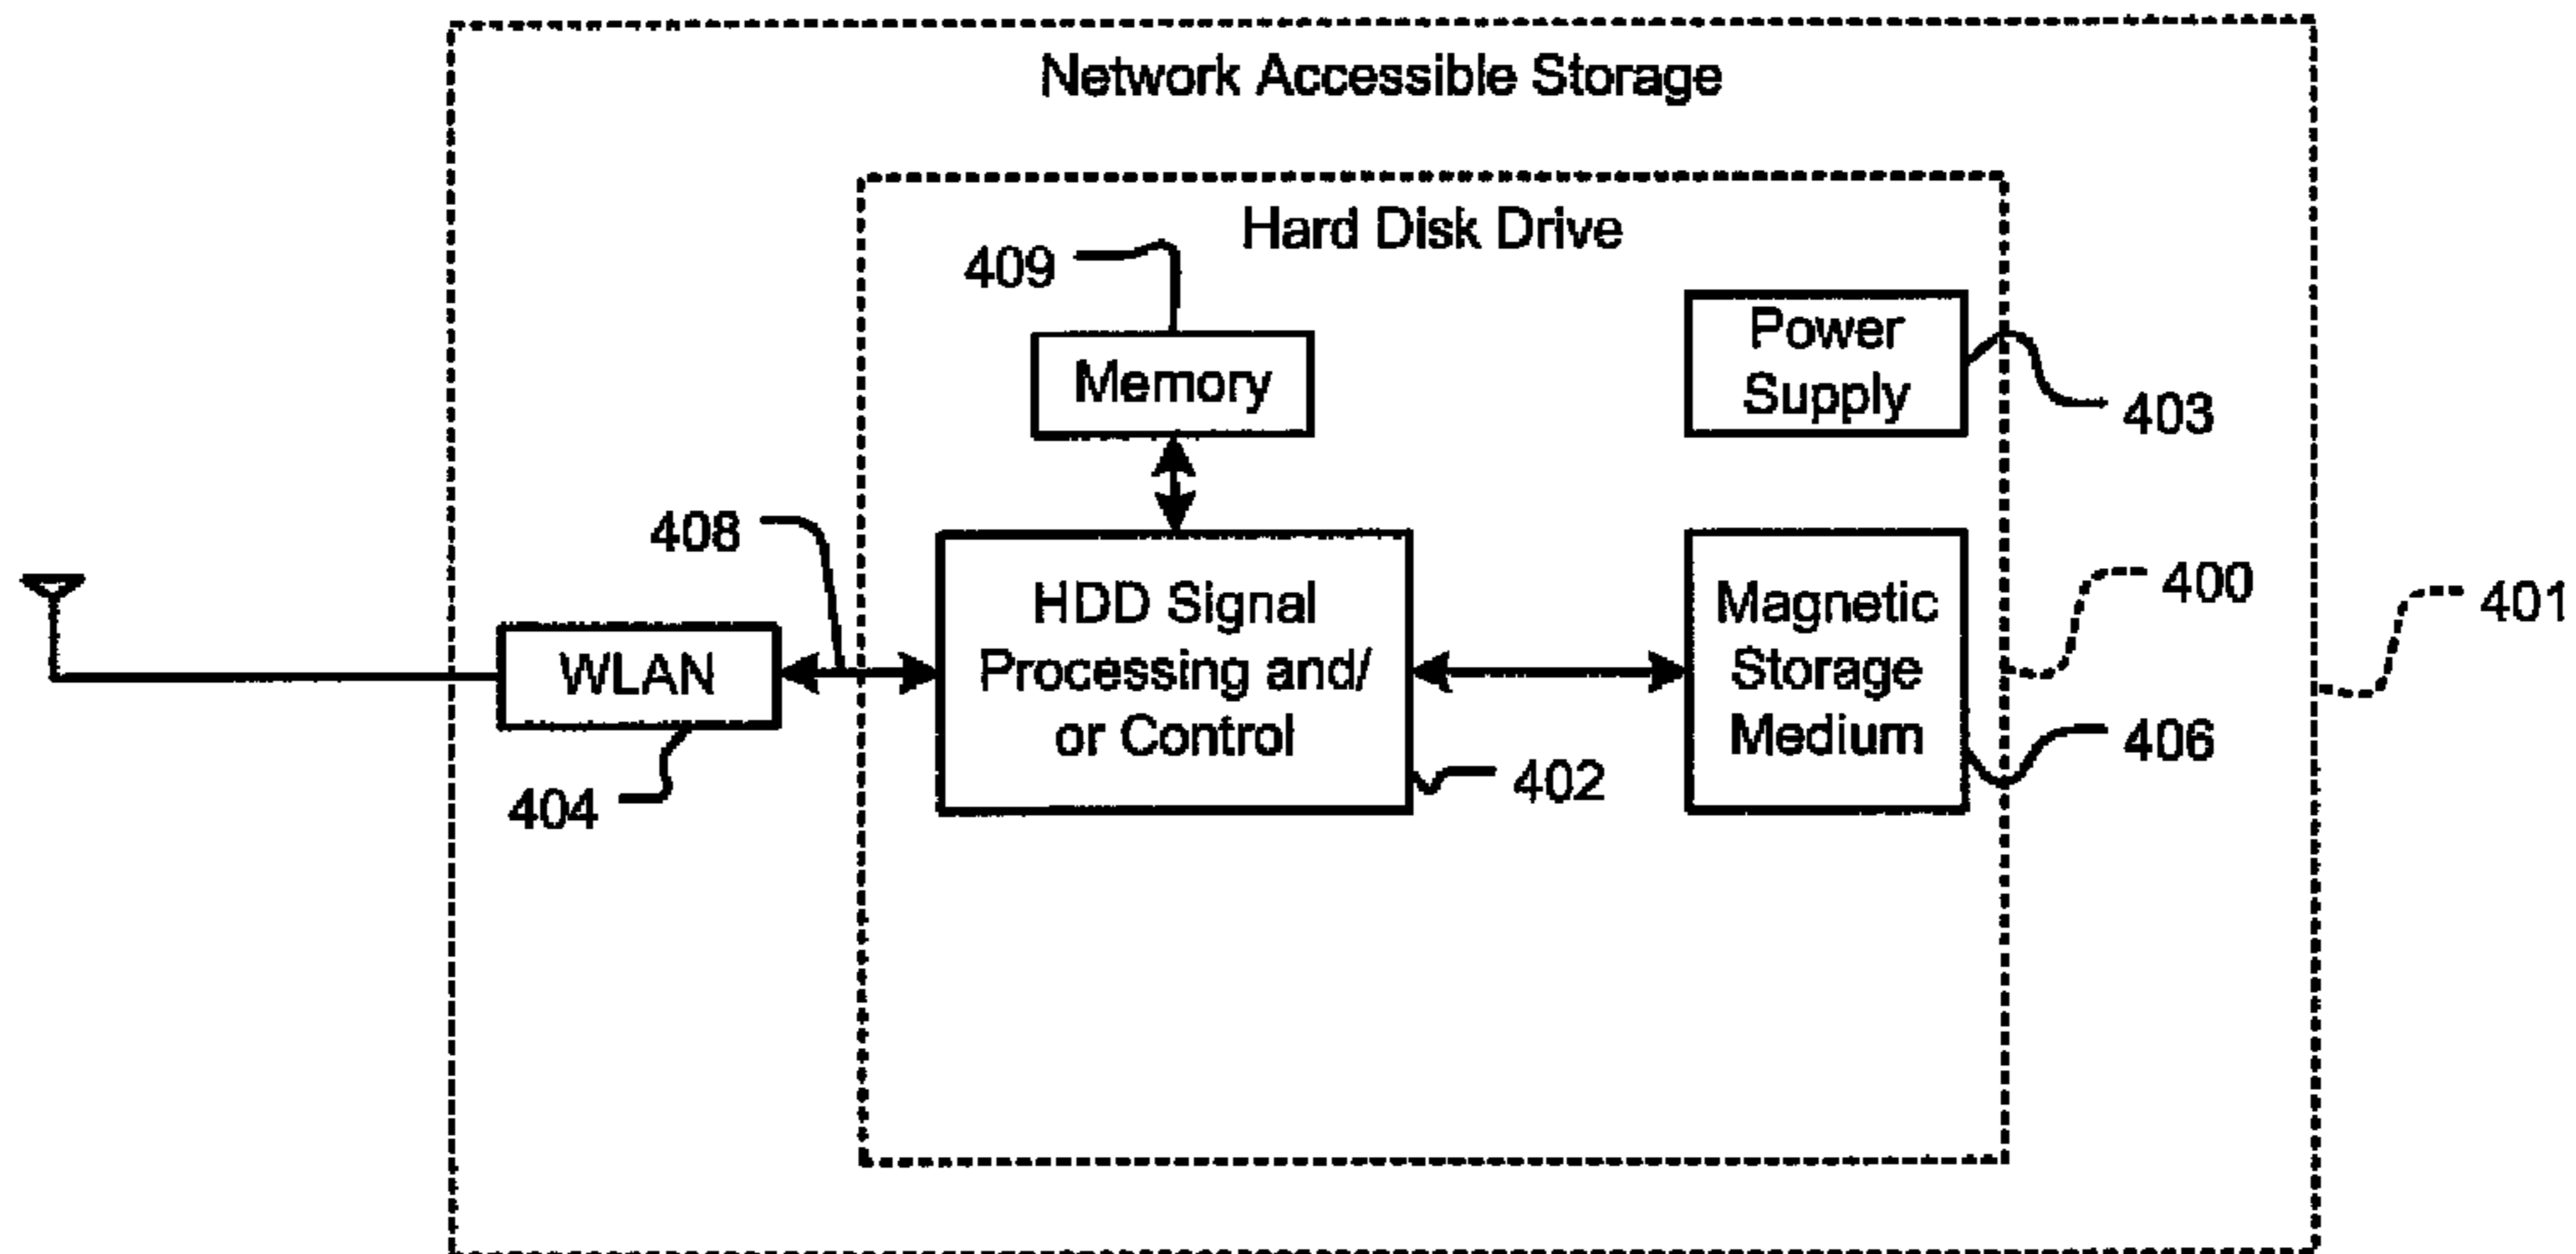 Network Accessible Storage
Hard Disk Drive
409
Memory
Power
Supply
403
408
HDD Signal
Processing and/
or Control
Magnetic
Storage
Medium
400
401
WLAN
404
402
406